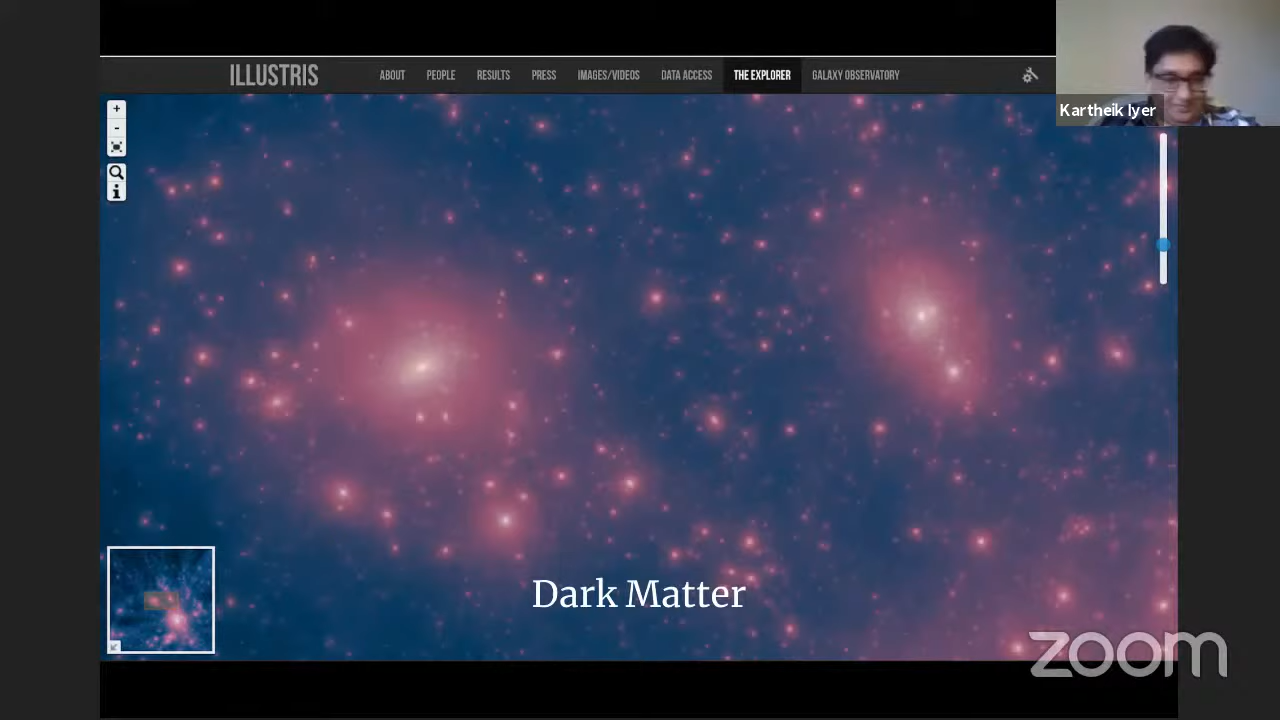 ILLUSTRIS
ABOUT PEOPLE RESULTS PRESS IMAGES/VIDEOS DATA ACCESS THE EXPLORER GALAXY OBSERVATORY
Kartheik Iyer
+
-
i
Dark Matter
zoom